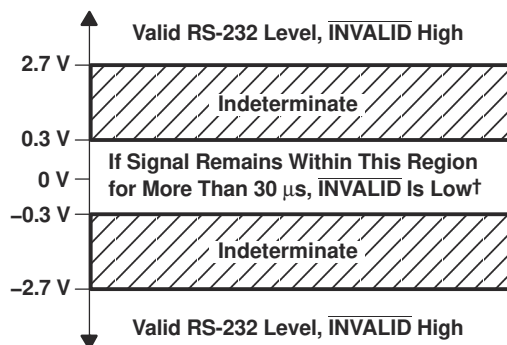 Valid RS-232 Level, INVALID High
2.7 V
Indeterminate
0.3 V
If Signal Remains Within This Region
0 V
for More Than 30 μs, INVALID Is Low†
−0.3 V
Indeterminate
−2.7 V
Valid RS-232 Level, INVALID High